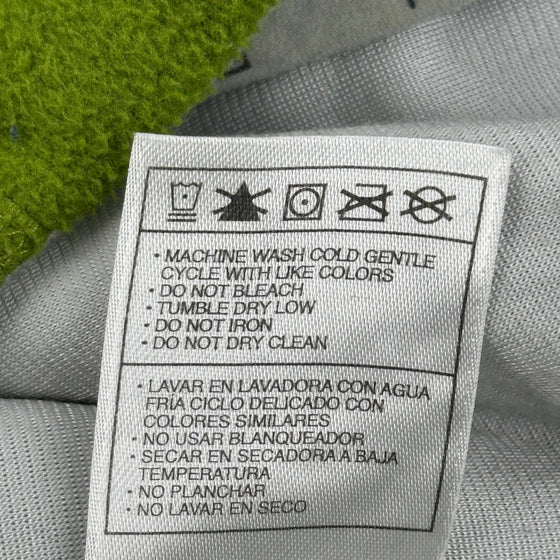 • MACHINE WASH COLD GENTLE
CYCLE WITH LIKE COLORS
• DO NOT BLEACH
• TUMBLE DRY LOW
• DO NOT IRON
• DO NOT DRY CLEAN
• LAVAR EN LAVADORA CON AGUA
FRIA CICLO DELICADO CON
COLORES SIMILARES
• NO USAR BLANQUEADOR
• SECAR EN SECADORA A BAJA
TEMPERATURA
• NO PLANCHAR
• NO LAVAR EN SECO